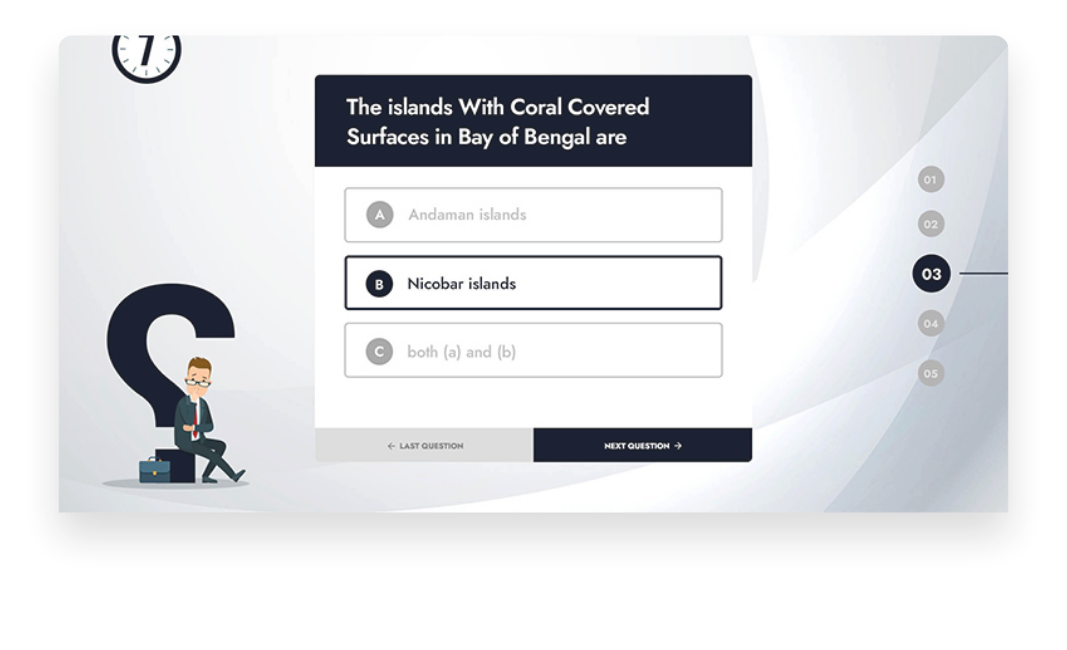 7
The islands With Coral Covered
Surfaces in Bay of Bengal are
A Andaman islands
B Nicobar islands
C both (a) and (b)
← LAST QUESTION
NEXT QUESTION →
01
02
03
04
05